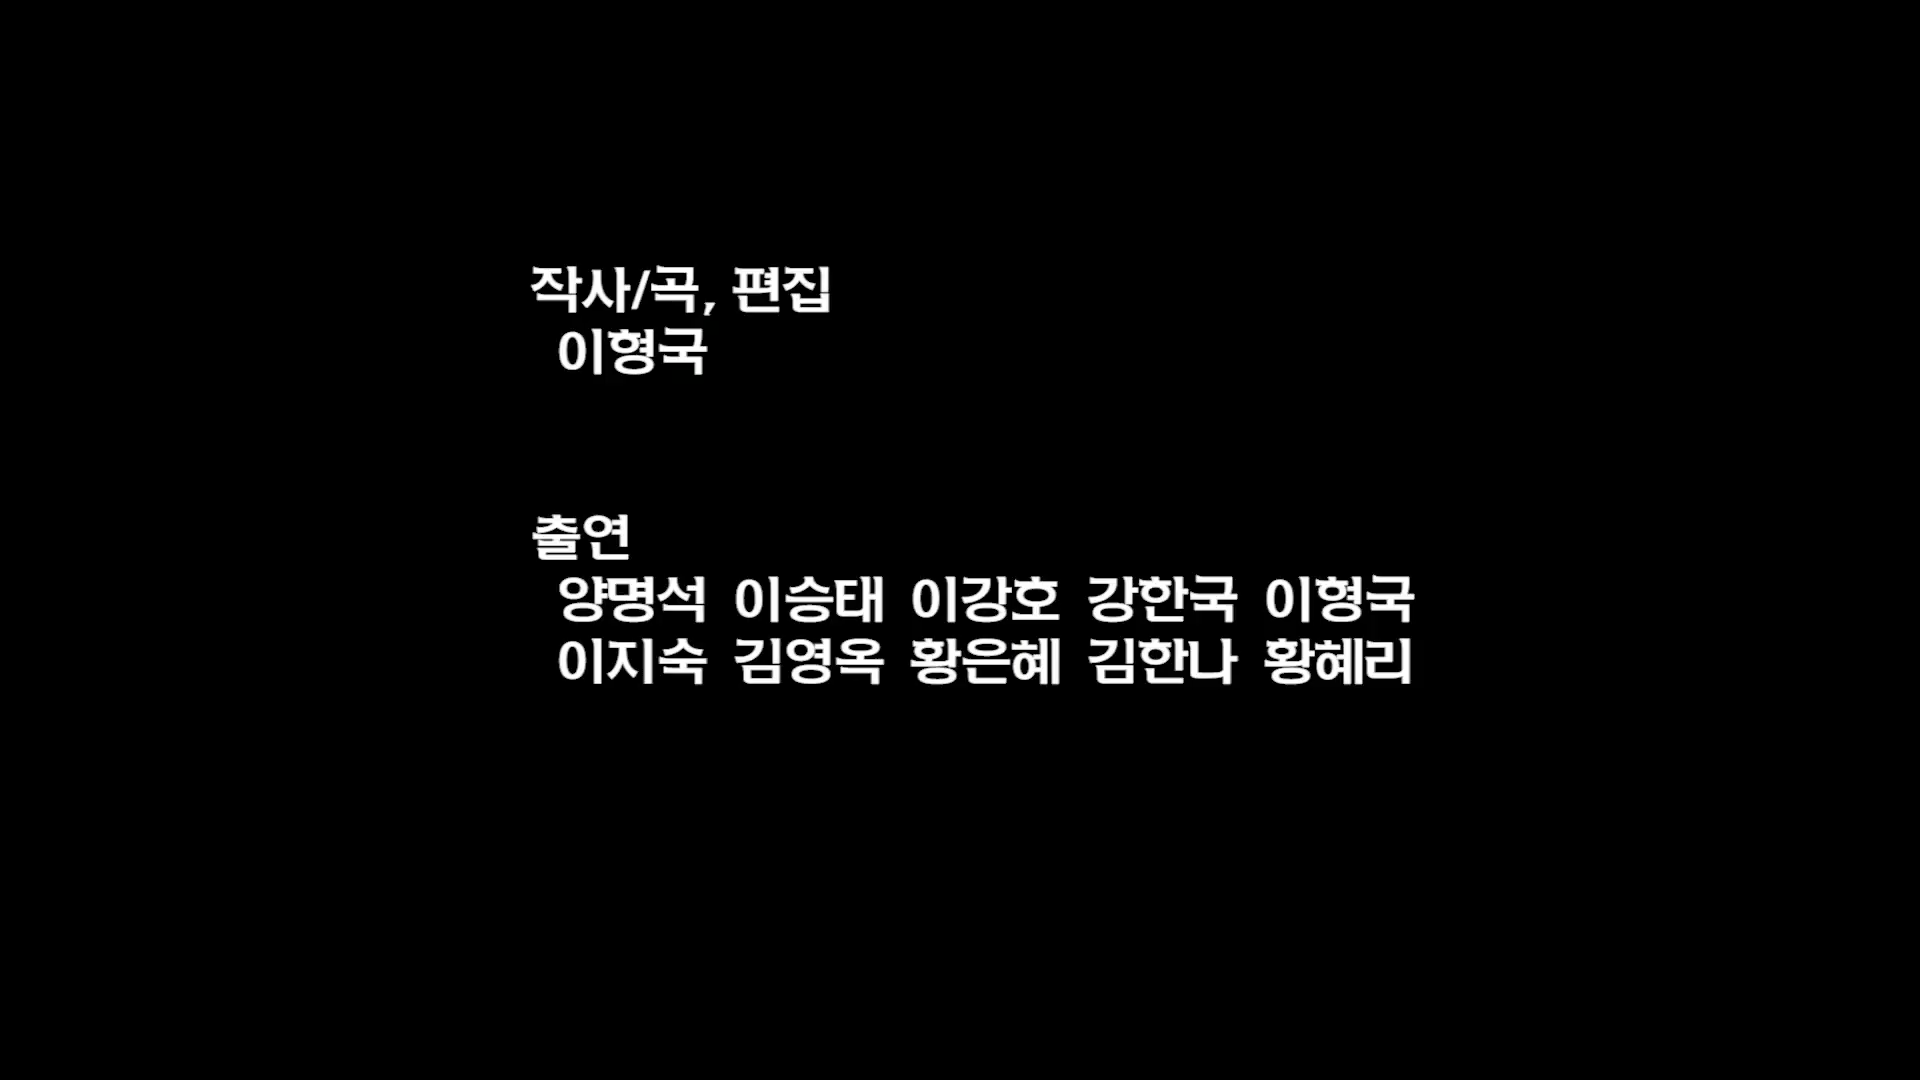 작사/곡, 편집
이형국
출연
양명석 이승태 이강호 강한국 이형국
이지숙 김영옥 황은혜 김한나 황혜리